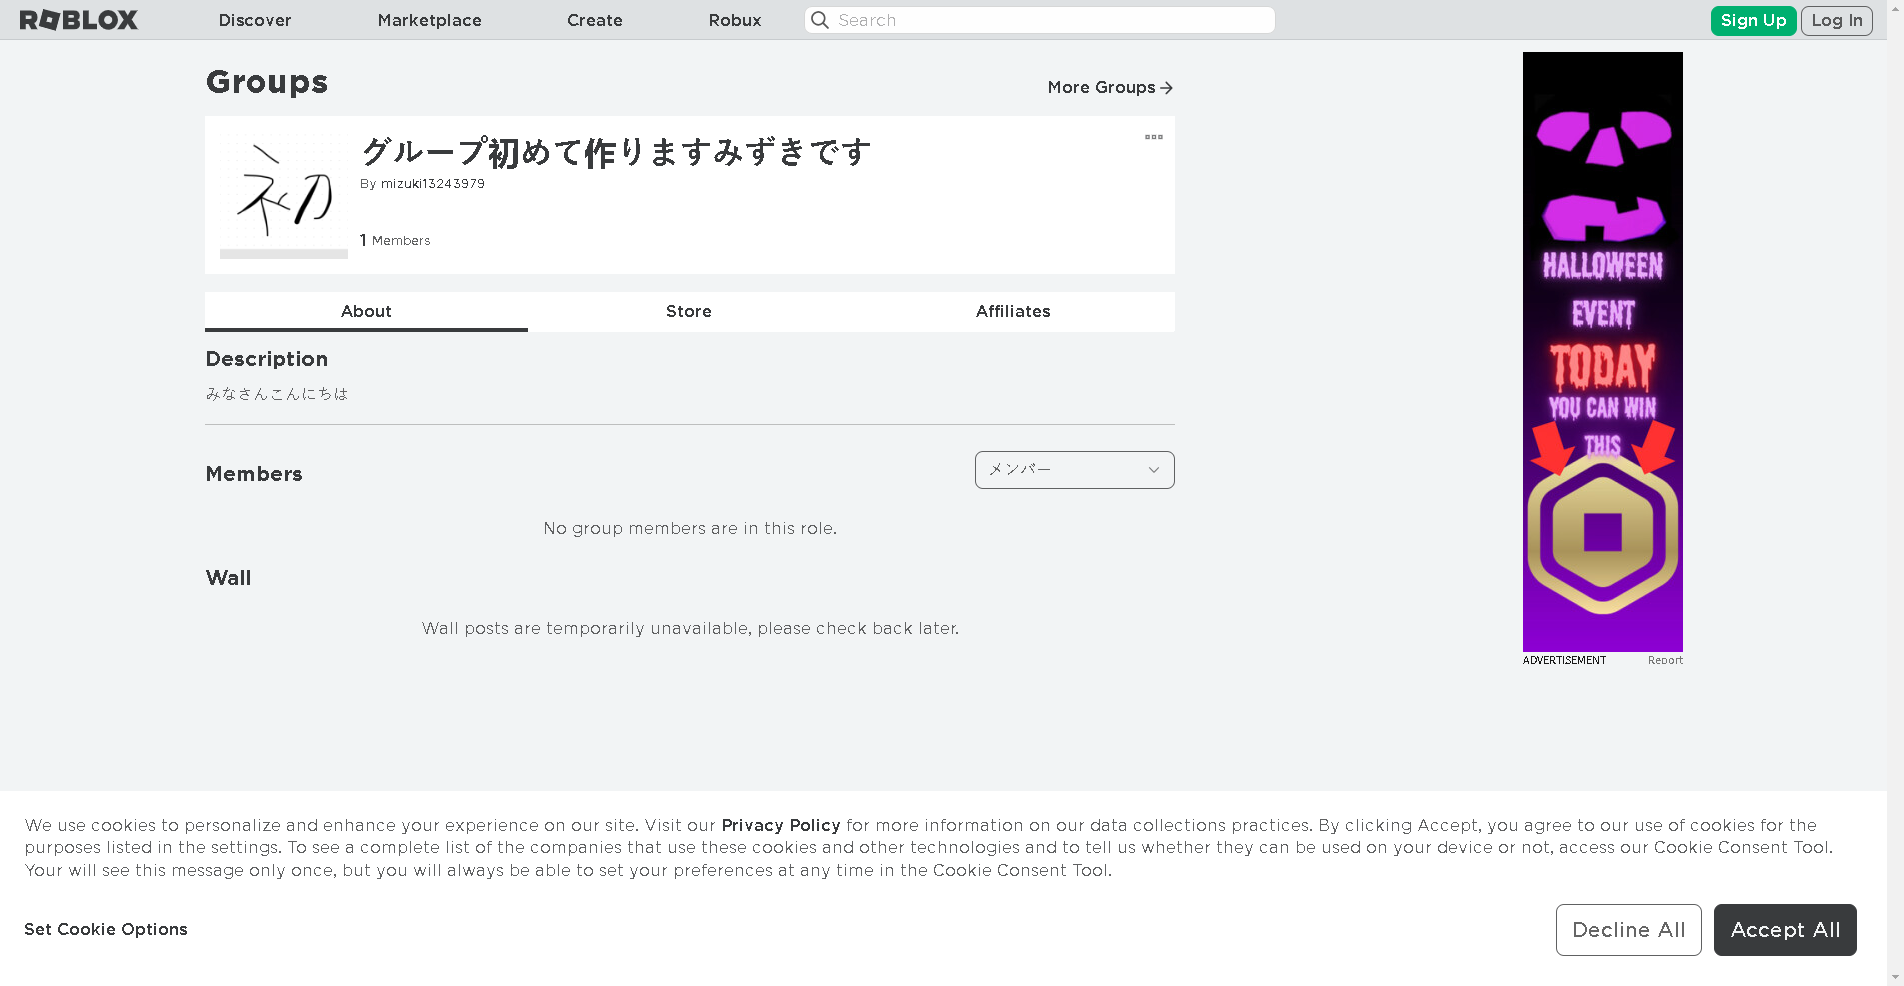 ROBLOX
Discover
Marketplace
Create
Robux
Search
Sign Up
Log In
Groups
More Groups
初
グループ初めて作りますみずきです
By mizuki13243979
1 Members
About
Store
Affiliates
Description
みなさんこんにちは
Members
メンバー
No group members are in this role.
Wall
Wall posts are temporarily unavailable, please check back later.
HALLOWEEN
EVENT
TODAY
YOU CAN WIN
THIS
ADVERTISEMENT
Report
We use cookies to personalize and enhance your experience on our site. Visit our Privacy Policy for more information on our data collections practices. By clicking Accept, you agree to our use of cookies for the
purposes listed in the settings. To see a complete list of the companies that use these cookies and other technologies and to tell us whether they can be used on your device or not, access our Cookie Consent Tool.
Your will see this message only once, but you will always be able to set your preferences at any time in the Cookie Consent Tool.
Set Cookie Options
Decline All
Accept All